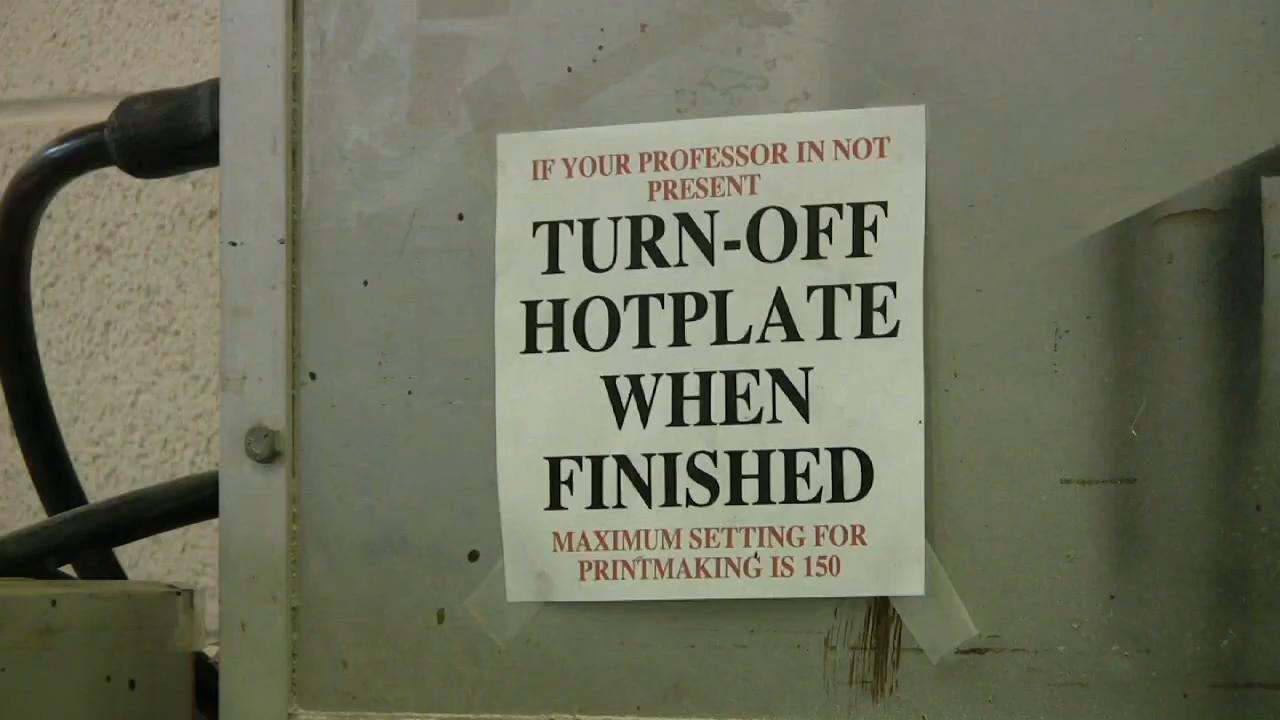 IF YOUR PROFESSOR IN NOT
PRESENT
TURN-OFF
HOTPLATE
WHEN
FINISHED
MAXIMUM SETTING FOR
PRINTMAKING IS 150